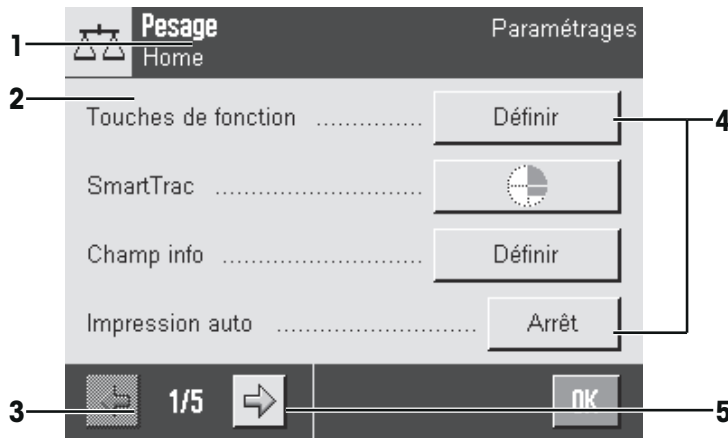 Pesage
Home
Paramétrages
1
2
Touches de fonction ............... Définir
4
SmartTrac .............................
Champ info ............................ Définir
Impression auto ............................ Arrêt
3
1/5
OK
5